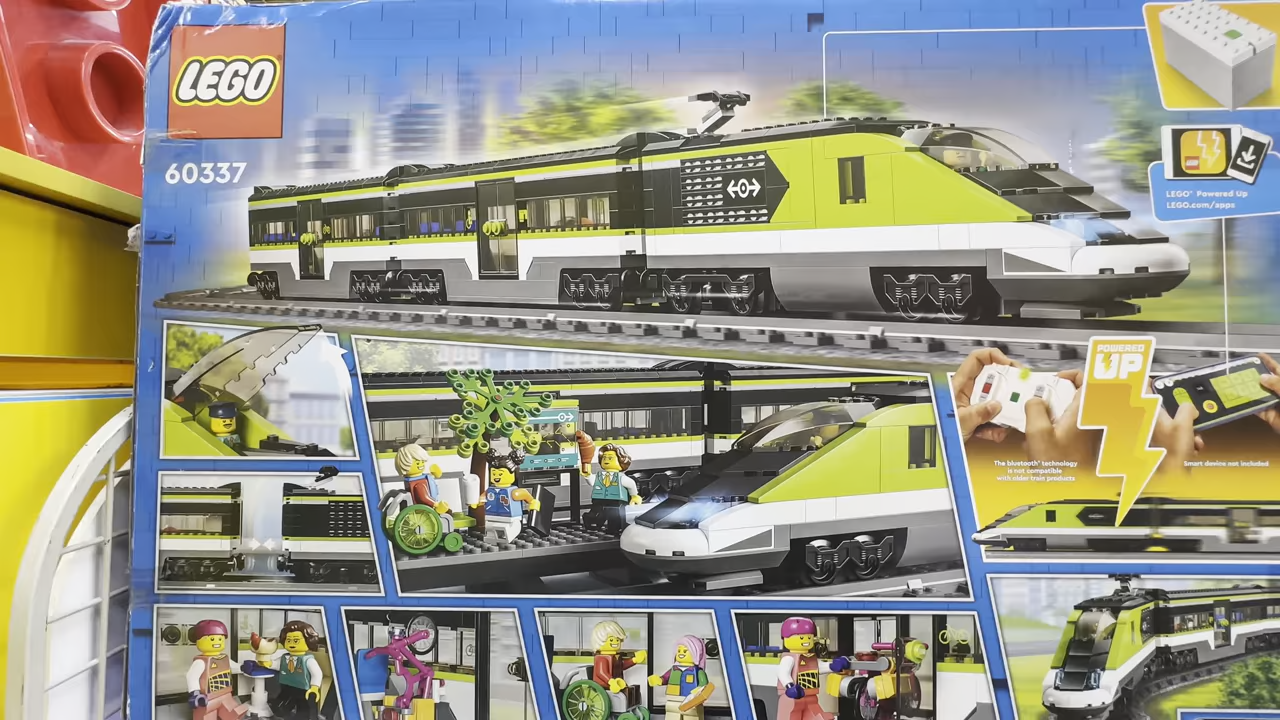 LEGO
60337
LEGO® Powered Up
LEGO.com/apps
POWERED
UP
The bluetooth® technology
is not compatible
with older train products
Smart device not included